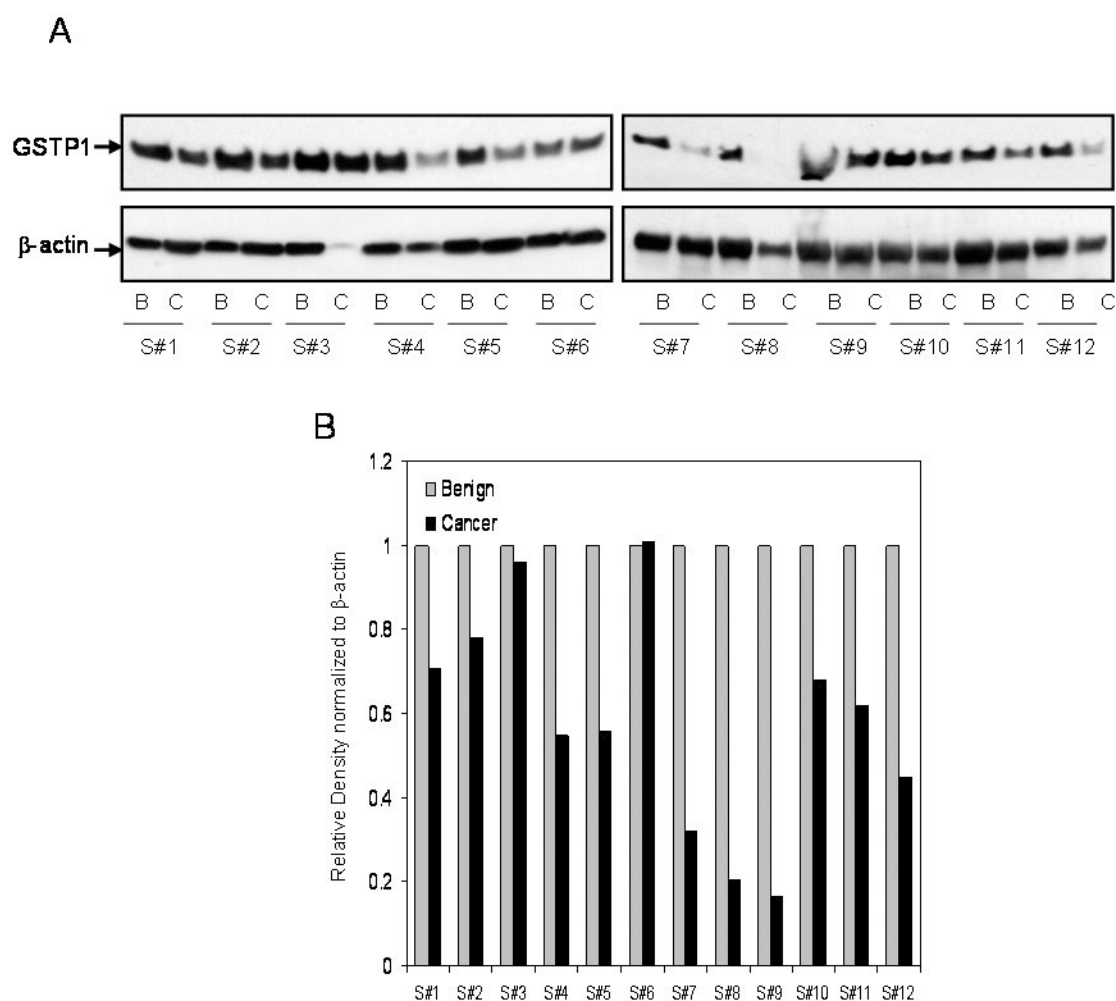 A
GSTP1
β-actin
B C B C B C B C B C B C B C B C B C B C B C B C
S#1 S#2 S#3 S#4 S#5 S#6 S#7 S#8 S#9 S#10 S#11 S#12
B
1.2
Benign
Cancer
1
0.8
0.6
0.4
0.2
0
Relative Density normalized to β-actin
S#1 S#2 S#3 S#4 S#5 S#6 S#7 S#8 S#9 S#10 S#11 S#12